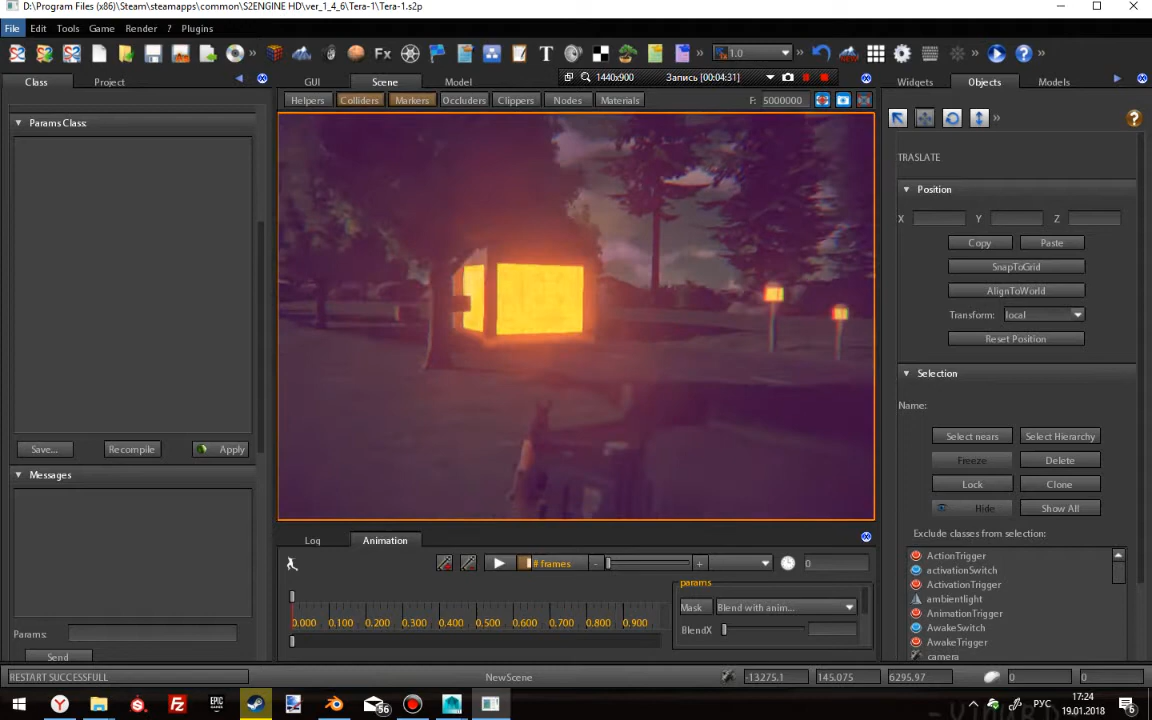 D:\Program Files (x86)\Steam\steamapps\common\S2ENGINE HD\ver_1_4_6\Tera-1\Tera-1.s2p
File Edit Tools Game Render ? Plugins
Fx T 1.0
Class Project GUI Scene Model 1440x900 Запись [00:04:31] Widgets Objects Models
Helpers Colliders Markers Occluders Clippers Nodes Materials F: 5000000
Params Class:
TRASLATE
Position
X Y Z
Copy Paste
SnapToGrid
AlignToWorld
Transform: local
Reset Position
Selection
Name:
Select nears Select Hierarchy
Freeze Delete
Lock Clone
Hide Show All
Exclude classes from selection:
ActionTrigger
activationSwitch
ActivationTrigger
ambientlight
AnimationTrigger
AwakeSwitch
AwakeTrigger
camera
Save... Recompile Apply
Messages
Params:
Send
Log Animation
# frames - + 0
0.000 0.100 0.200 0.300 0.400 0.500 0.600 0.700 0.800 0.900
params
Mask Blend with anim...
BlendX
RESTART SUCCESSFULL NewScene -13275.1 145.075 6295.97 0 0
EPIC 56 РУС 17:24
19.01.2018 6